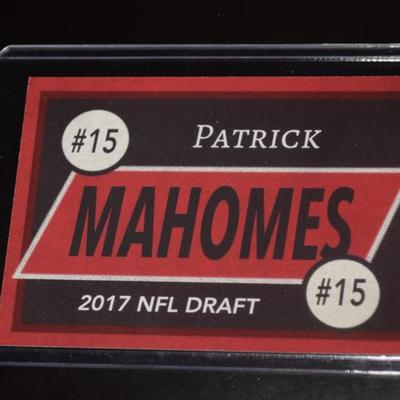 #15
PATRICK
MAHOMES
2017 NFL DRAFT
#15